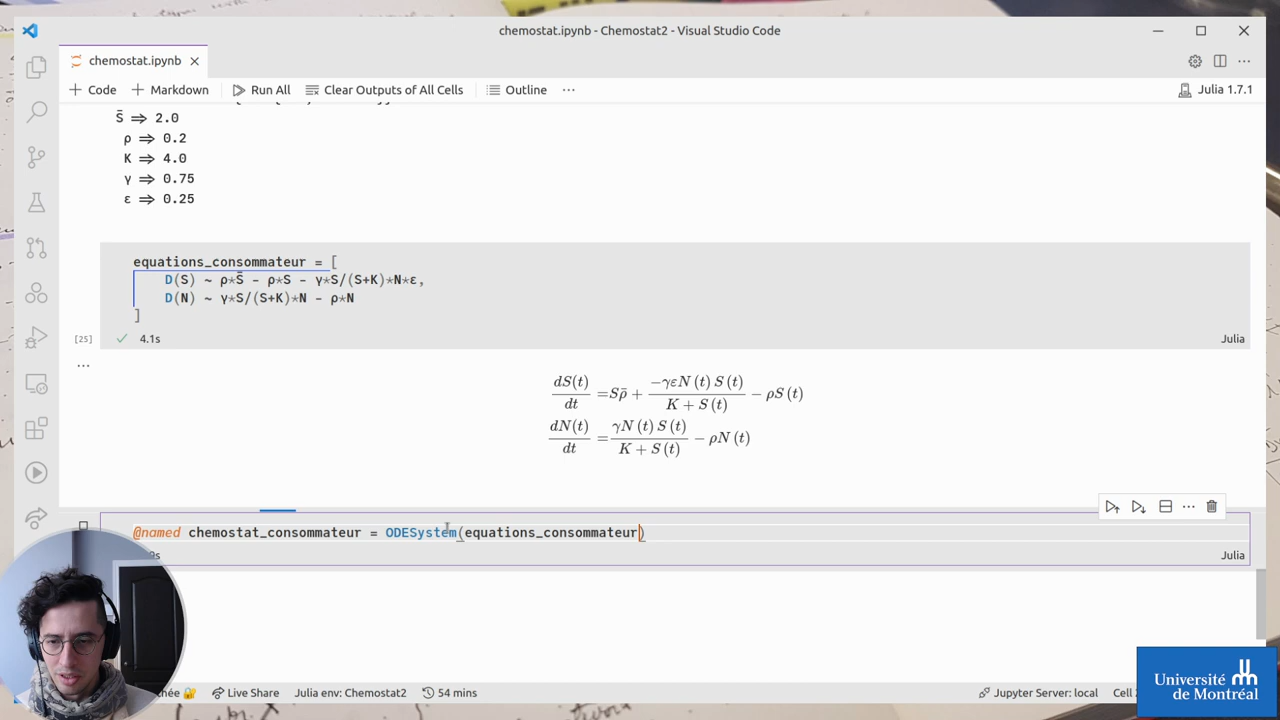 chemostat.ipynb - Chemostat2 - Visual Studio Code
chemostat.ipynb
Code Markdown Run All Clear Outputs of All Cells Outline ... Julia 1.7.1
S̄ => 2.0
ρ => 0.2
K => 4.0
γ => 0.75
ε => 0.25
equations_consommateur = [
D(S) ~ ρ*S̄ - ρ*S - γ*S/(S+K)*N*ε,
D(N) ~ γ*S/(S+K)*N - ρ*N
]
[25] ✓ 4.1s Julia
...
dS(t)/dt = Sρ̄ + -γεN(t)S(t)/K + S(t) - ρS(t)
dN(t)/dt = γN(t)S(t)/K + S(t) - ρN(t)
@named chemostat_consommateur = ODESystem(equations_consommateur)
Julia
Live Share Julia env: Chemostat2 54 mins Jupyter Server: local Cell
Université
de Montréal